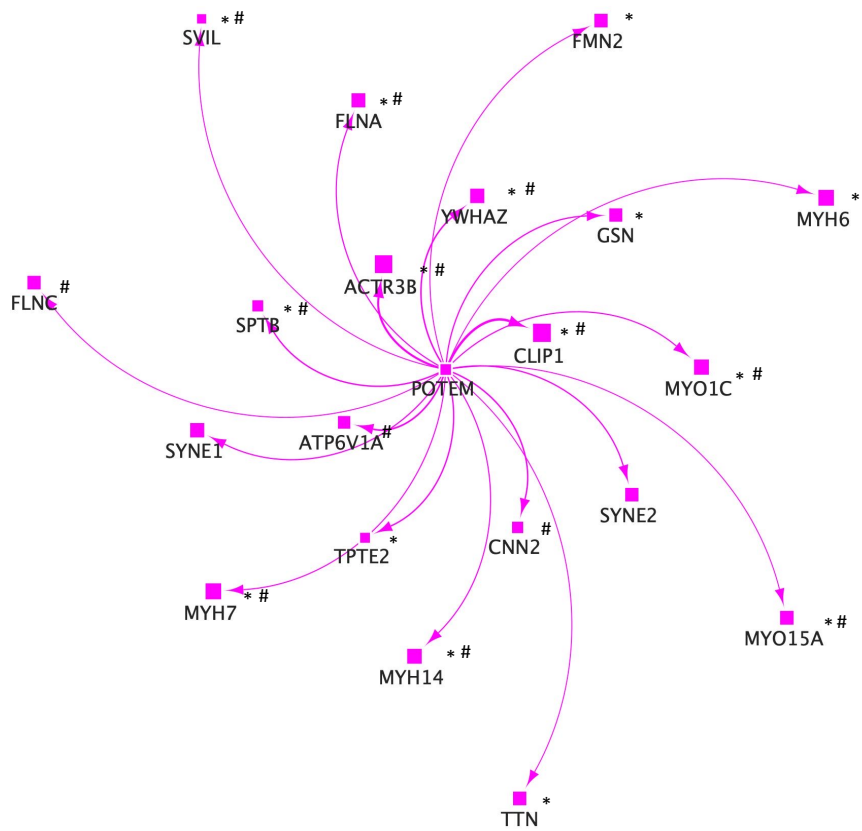 * #
SVIL
*
FMN2
* #
FLNA
* #
YWHAZ
*
MYH6
*
GSN
* #
ACTR3B
#
FLNC
* #
SPTB
* #
CLIP1
* #
MYO1C
POTEM
#
ATP6V1A
SYNE1
SYNE2
#
CNN2
*
TPTE2
* #
MYH7
* #
MYO15A
* #
MYH14
*
TTN